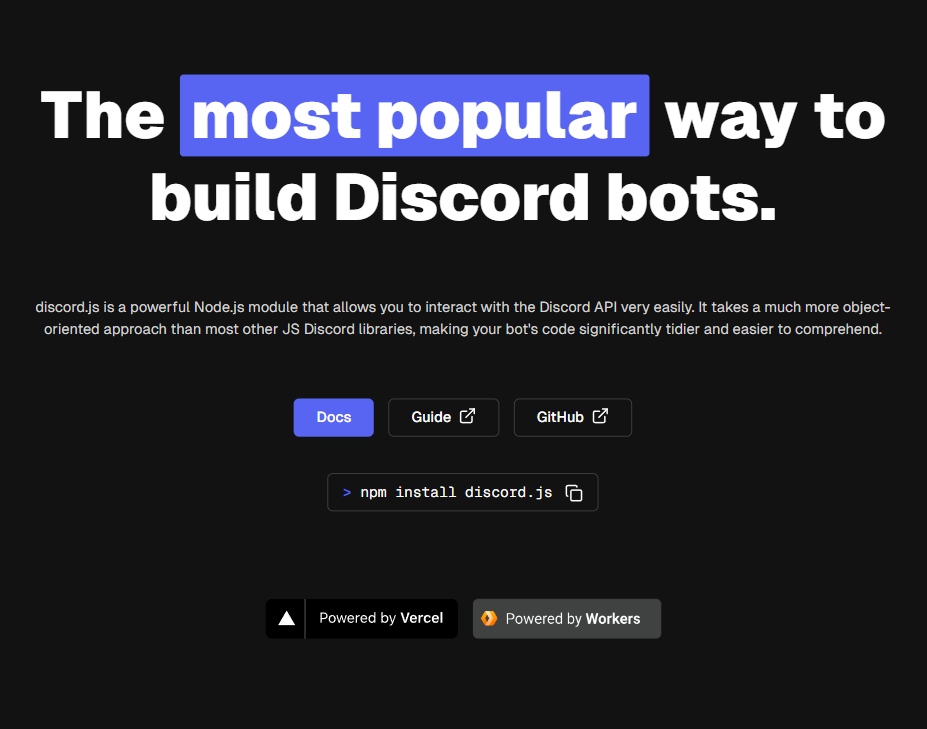 The most popular way to
build Discord bots.
discord.js is a powerful Node.js module that allows you to interact with the Discord API very easily. It takes a much more object-
oriented approach than most other JS Discord libraries, making your bot's code significantly tidier and easier to comprehend.
Docs Guide GitHub
> npm install discord.js
Powered by Vercel Powered by Workers